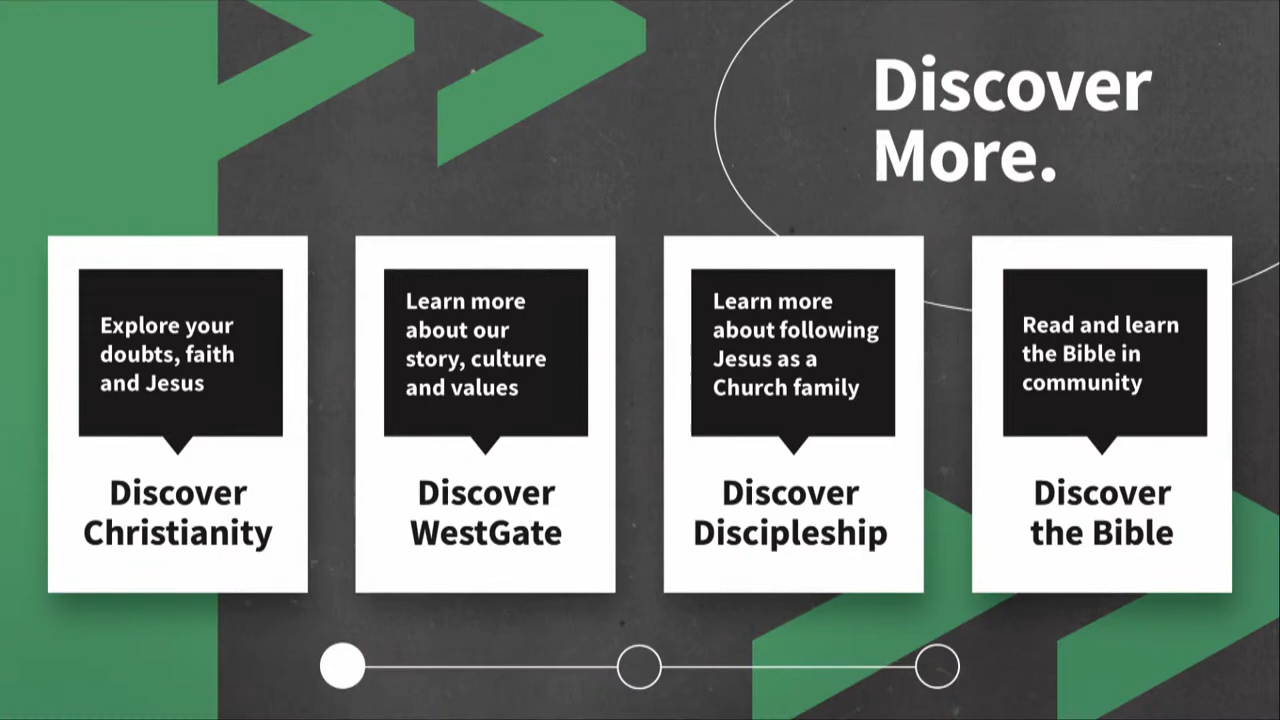 Discover
More.
Explore your
doubts, faith
and Jesus
Discover
Christianity
Learn more
about our
story, culture
and values
Discover
WestGate
Learn more
about following
Jesus as a
Church family
Discover
Discipleship
Read and learn
the Bible in
community
Discover
the Bible